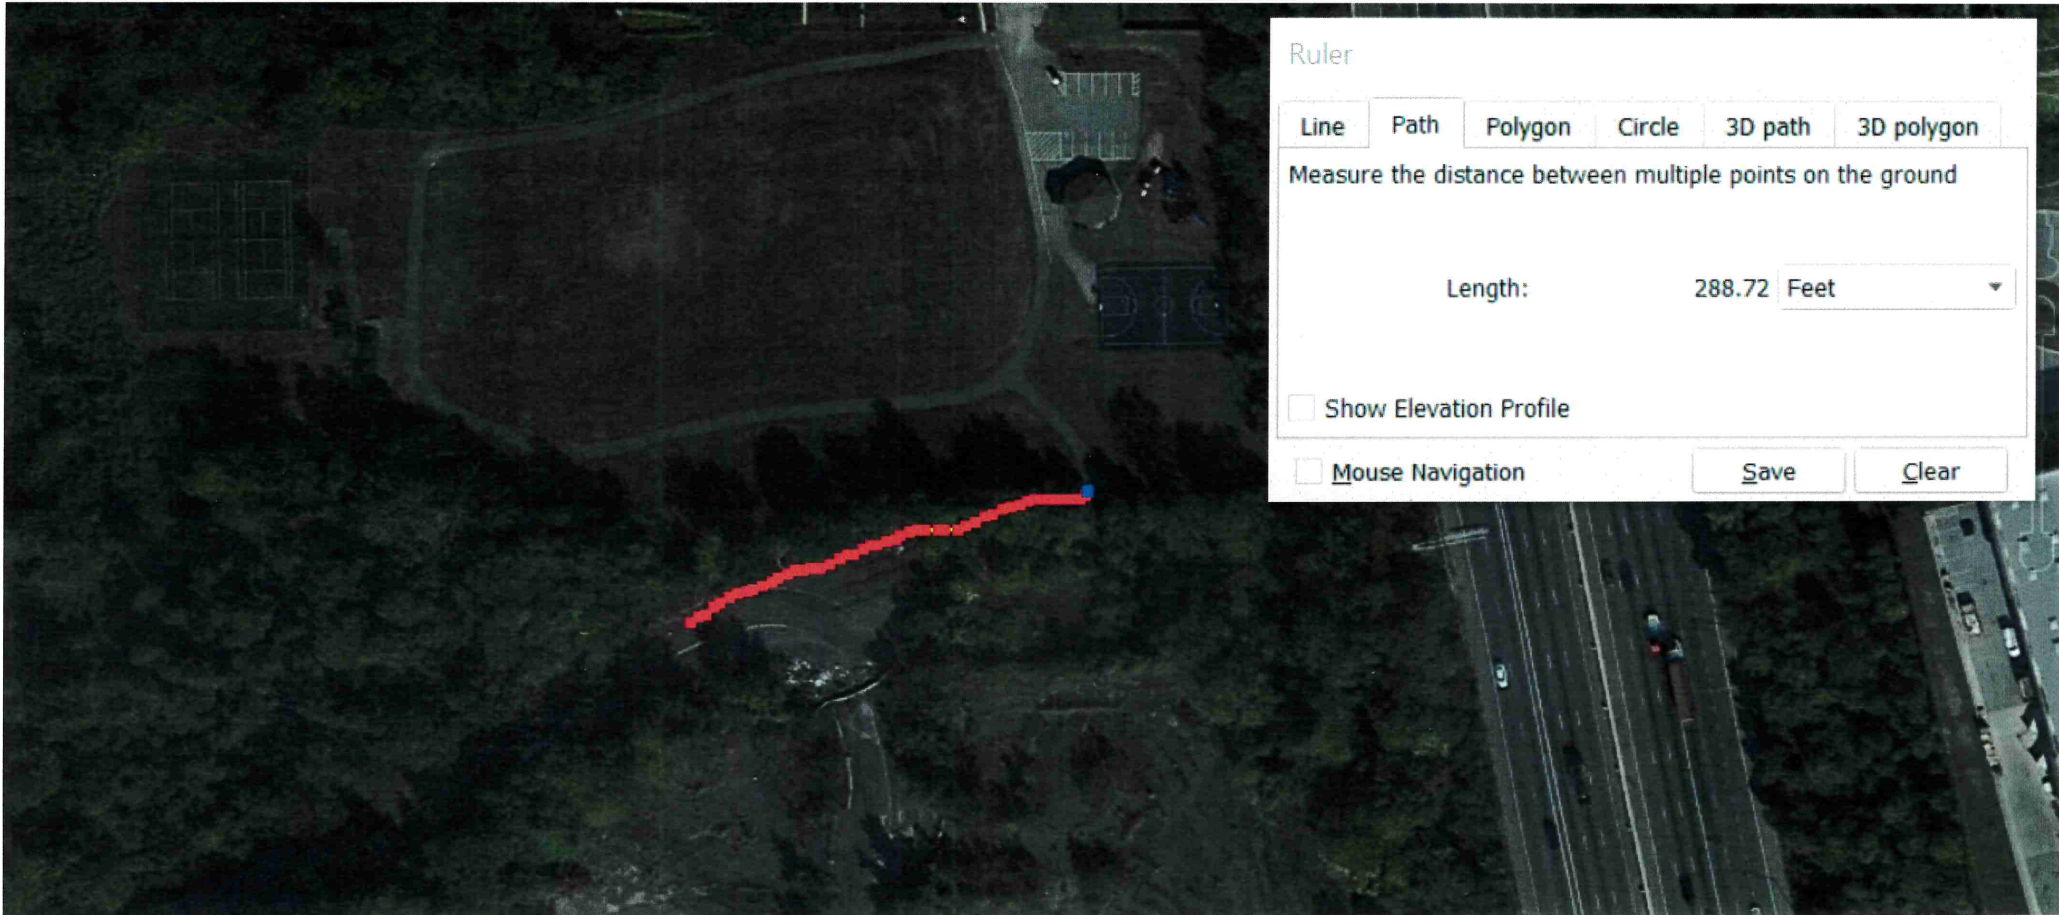 Ruler
Line Path Polygon Circle 3D path 3D polygon
Measure the distance between multiple points on the ground
Length: 288.72 Feet
Show Elevation Profile
Mouse Navigation Save Clear